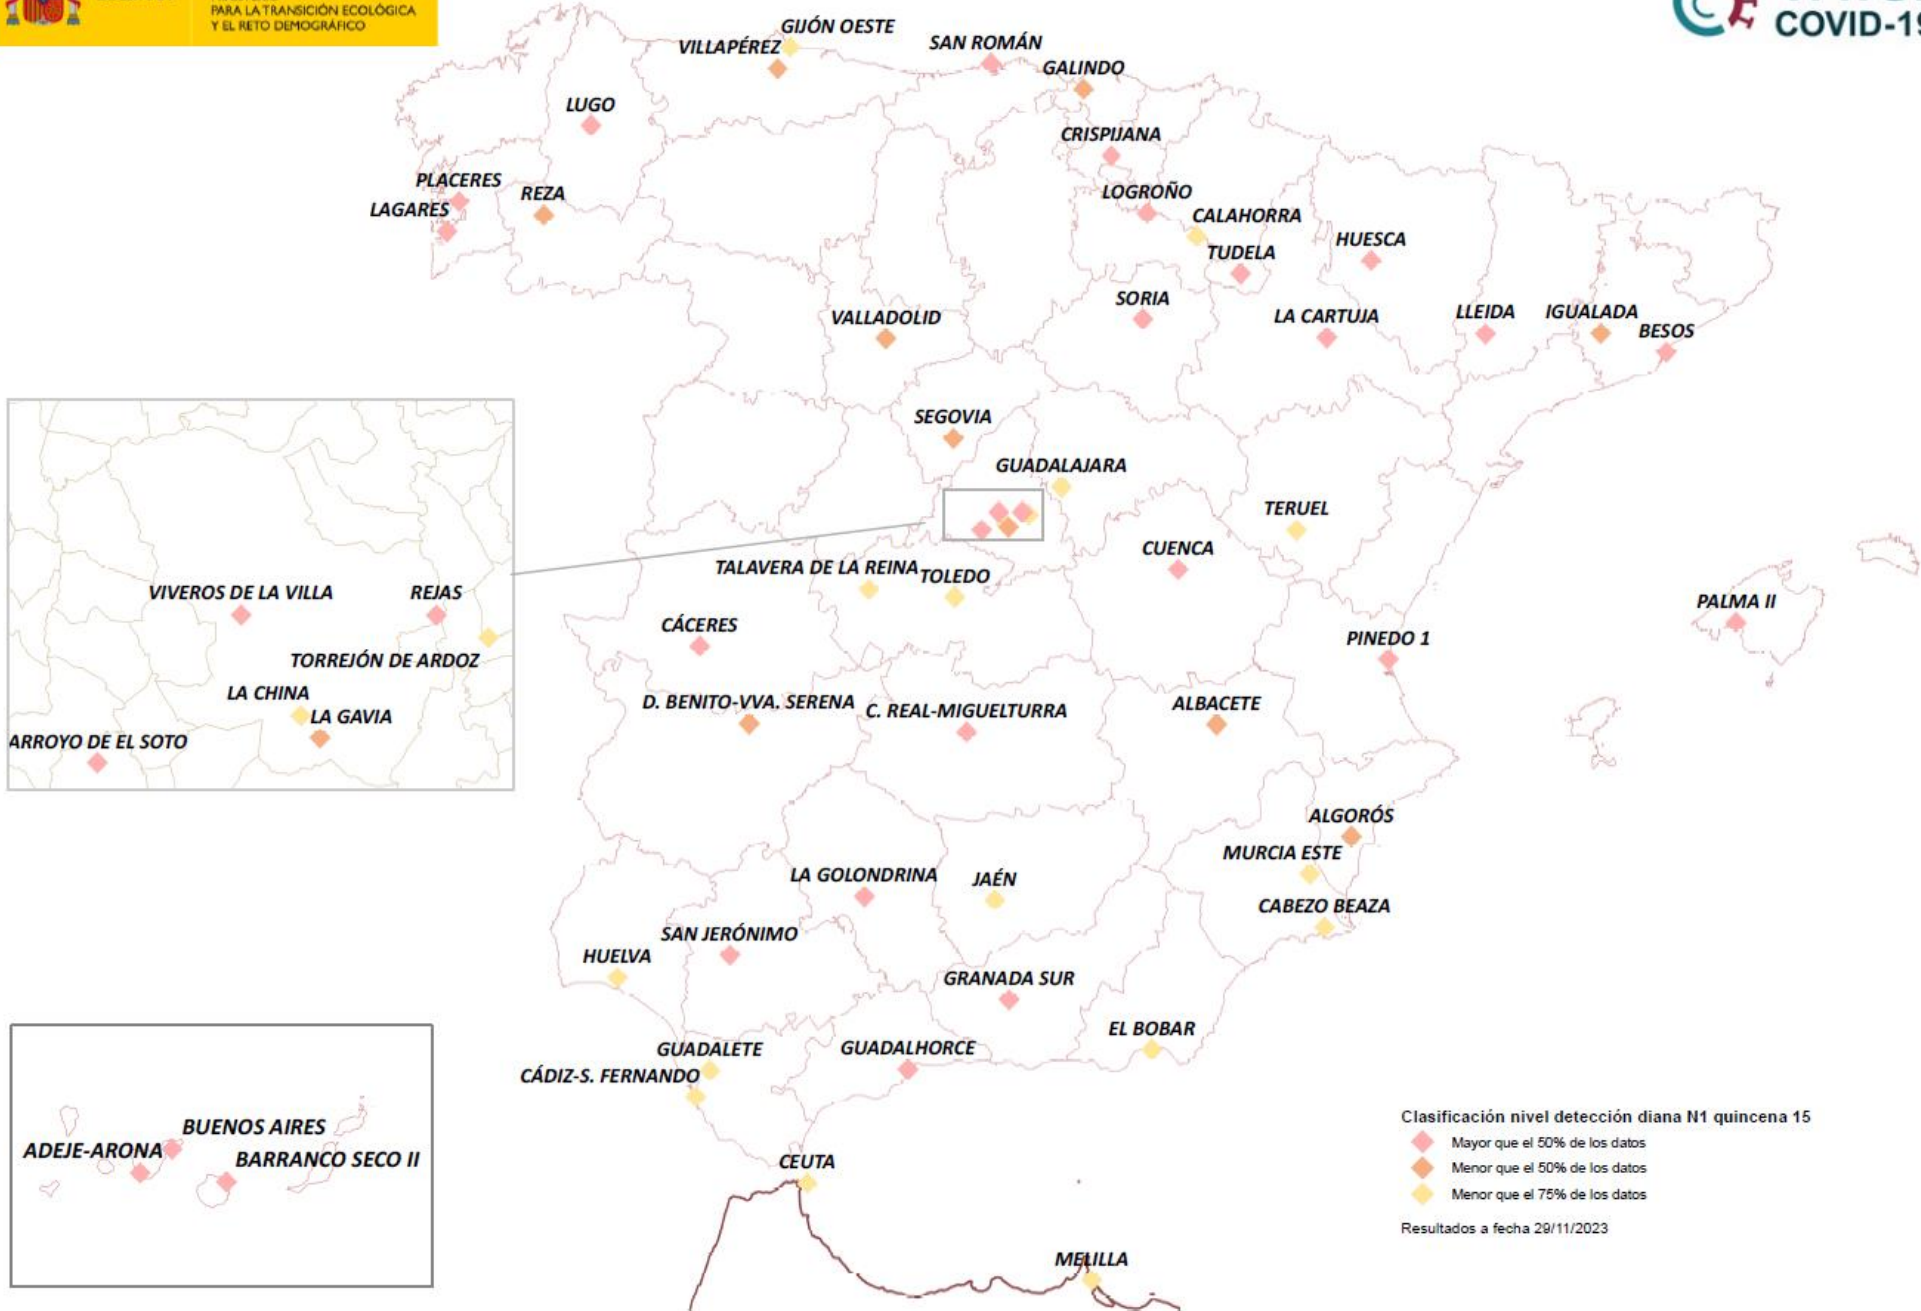 PARA LA TRANSICIÓN ECOLÓGICA
Y EL RETO DEMOGRÁFICO
COVID-19
GIJÓN OESTE
VILLAPÉREZ
SAN ROMÁN
GALINDO
LUGO
CRISPIJANA
PLACERES
REZA
LOGROÑO
LAGARES
CALAHORRA
HUESCA
TUDELA
SORIA
VALLADOLID
LA CARTUJA
LLEIDA
IGUALADA
BESOS
SEGOVIA
GUADALAJARA
TERUEL
CUENCA
TALAVERA DE LA REINA
TOLEDO
VIVEROS DE LA VILLA
REJAS
PALMA II
CÁCERES
PINEDO 1
TORREJÓN DE ARDOZ
LA CHINA
D. BENITO-VVA. SERENA
C. REAL-MIGUELTURRA
ALBACETE
LA GAVIA
ARROYO DE EL SOTO
ALGORÓS
MURCIA ESTE
LA GOLONDRINA
JAÉN
CABEZO BEAZA
SAN JERÓNIMO
HUELVA
GRANADA SUR
EL BOBAR
GUADALETE
GUADALHORCE
CÁDIZ-S. FERNANDO
BUENOS AIRES
ADEJE-ARONA
BARRANCO SECO II
CEUTA
MELILLA
Clasificación nivel detección diana N1 quincena 15
Mayor que el 50% de los datos
Menor que el 50% de los datos
Menor que el 75% de los datos
Resultados a fecha 29/11/2023